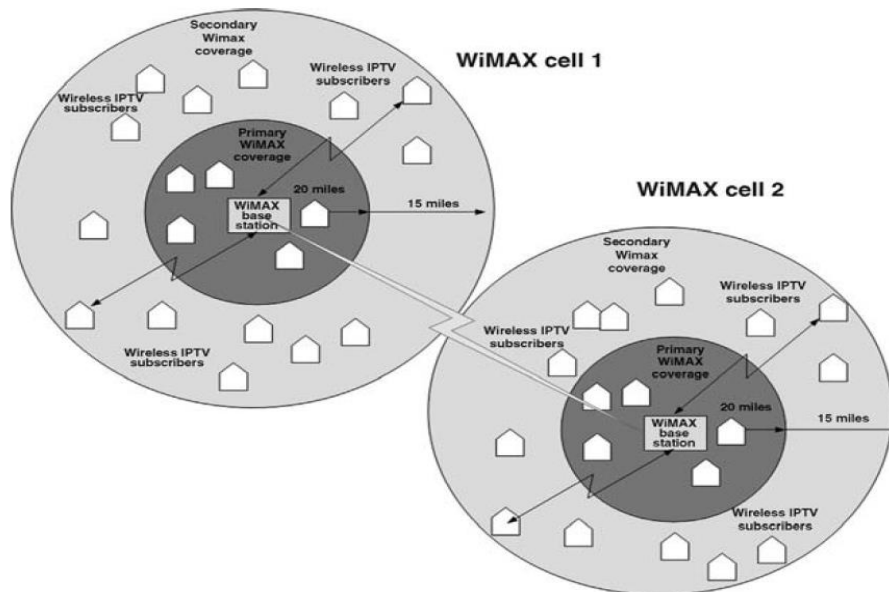 Secondary
Wimax
coverage
WiMAX cell 1
Wireless IPTV
subscribers
Wireless IPTV
subscribers
Primary
WiMAX
coverage
20 miles
15 miles
WiMAX
base
station
Wireless IPTV
subscribers
WiMAX cell 2
Secondary
Wimax
coverage
Wireless IPTV
subscribers
Wireless IPTV
subscribers
Primary
WiMAX
coverage
20 miles
15 miles
WiMAX
base
station
Wireless IPTV
subscribers